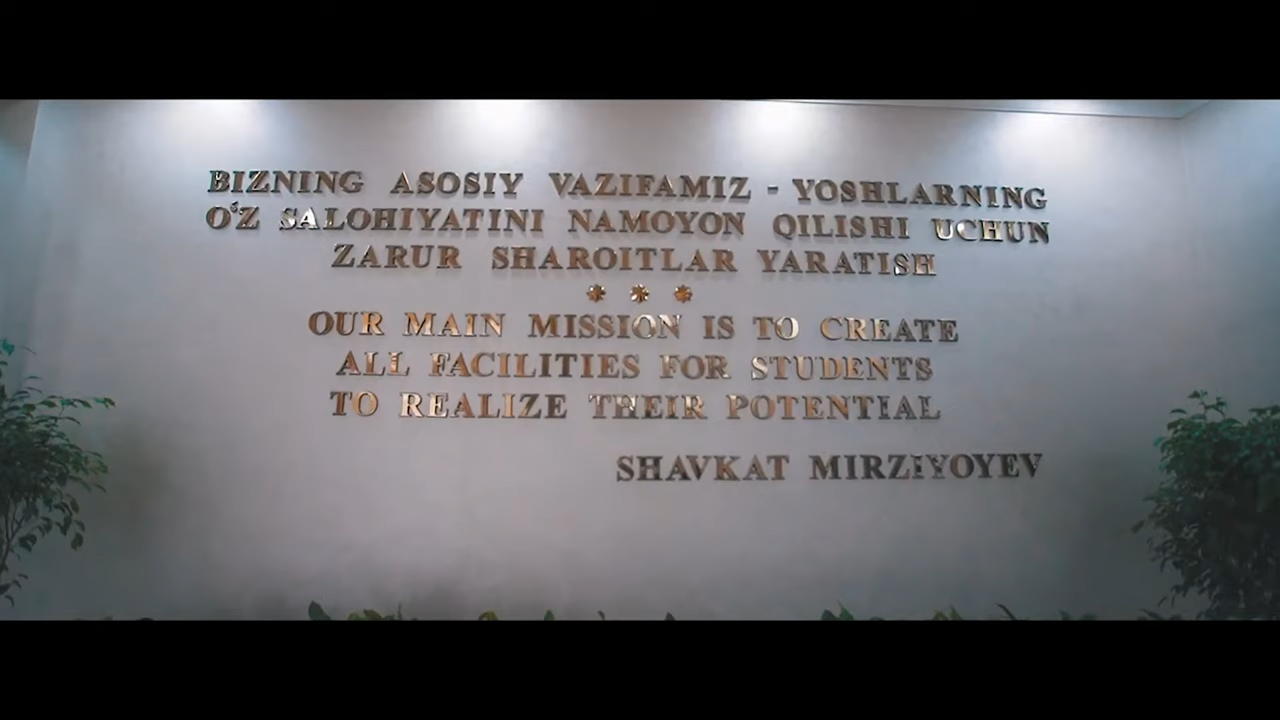 BIZNING ASOSIY VAZIFAMIZ - YOSHLARNING
O‘Z SALOHIYATINI NAMOYON QILISHI UCHUN
ZARUR SHAROITLAR YARATISH
* * *
OUR MAIN MISSION IS TO CREATE
ALL FACILITIES FOR STUDENTS
TO REALIZE THEIR POTENTIAL
SHAVKAT MIRZIYOYEV